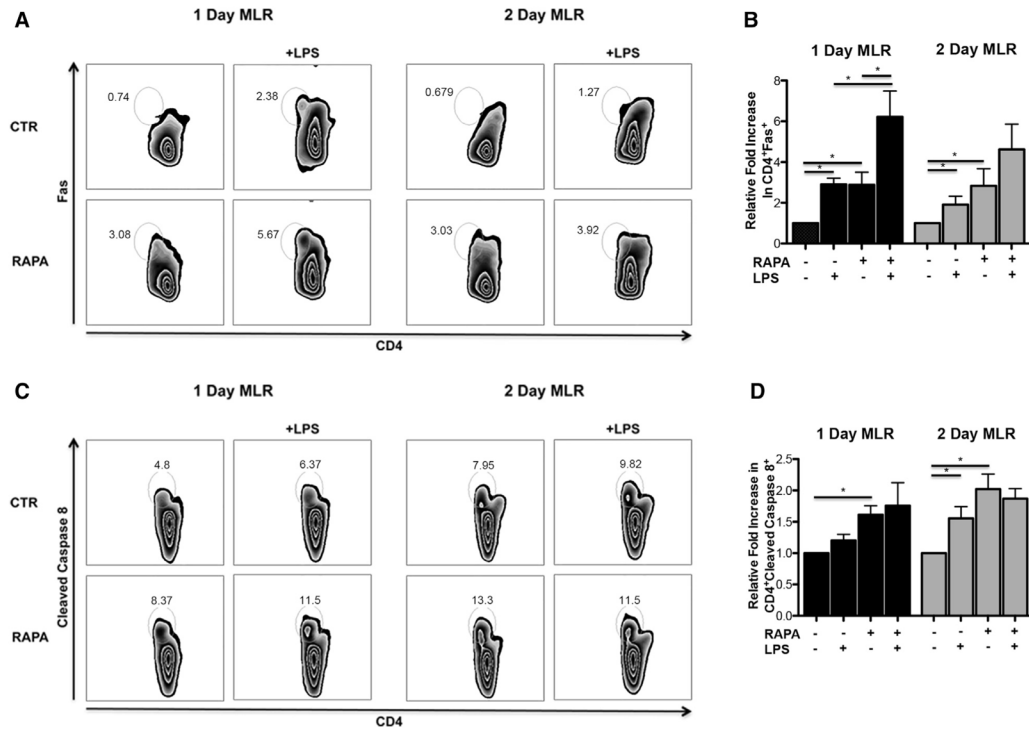 A
1 Day MLR
2 Day MLR
+LPS
+LPS
CTR
0.74
2.38
0.679
1.27
Fas
RAPA
3.08
5.67
3.03
3.92
CD4
B
1 Day MLR
2 Day MLR
Relative Fold Increase
In CD4+Fas+
8
6
4
2
0
*
*
*
*
*
*
RAPA - - + + - - + +
LPS - + - + - + - +
C
1 Day MLR
2 Day MLR
+LPS
+LPS
CTR
4.8
6.37
7.95
9.82
Cleaved Caspase 8
RAPA
8.37
11.5
13.3
11.5
CD4
D
1 Day MLR
2 Day MLR
Relative Fold Increase in
CD4+Cleaved Caspase 8+
2.5
2.0
1.5
1.0
0.5
0.0
*
*
*
RAPA - - + + - - + +
LPS - + - + - + - +